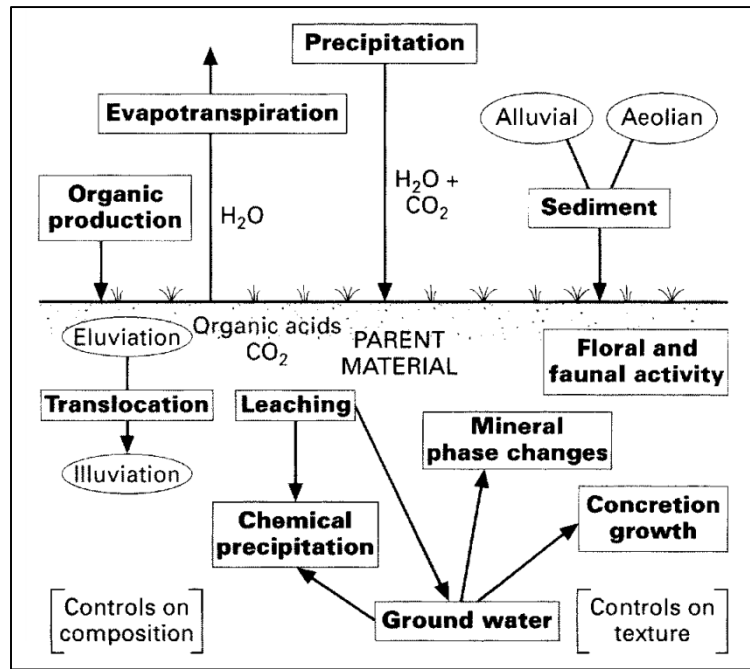 Precipitation
Evapotranspiration
Alluvial
Aeolian
Organic
production
H₂O
H₂O +
CO₂
Sediment
Eluviation
Organic acids
CO₂
PARENT
MATERIAL
Floral and
faunal activity
Translocation
Leaching
Mineral
phase changes
Illuviation
Chemical
precipitation
Concretion
growth
Controls on
composition
Ground water
Controls on
texture